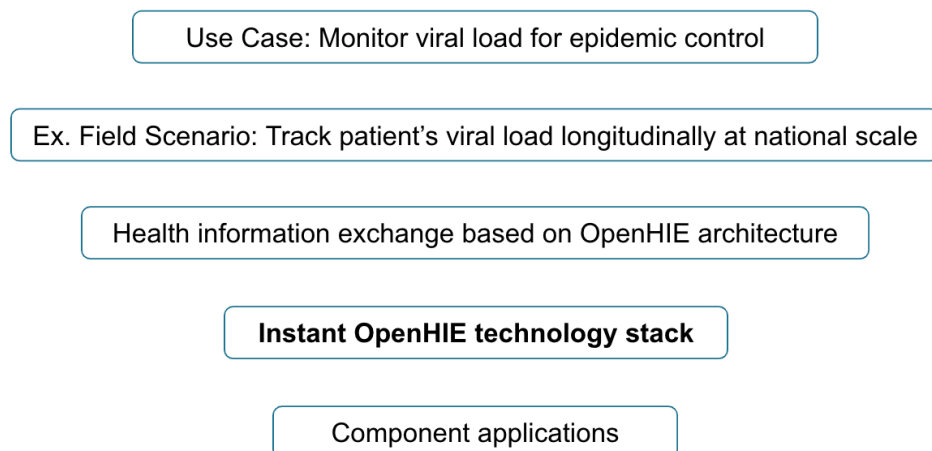 Use Case: Monitor viral load for epidemic control
Ex. Field Scenario: Track patient’s viral load longitudinally at national scale
Health information exchange based on OpenHIE architecture
Instant OpenHIE technology stack
Component applications